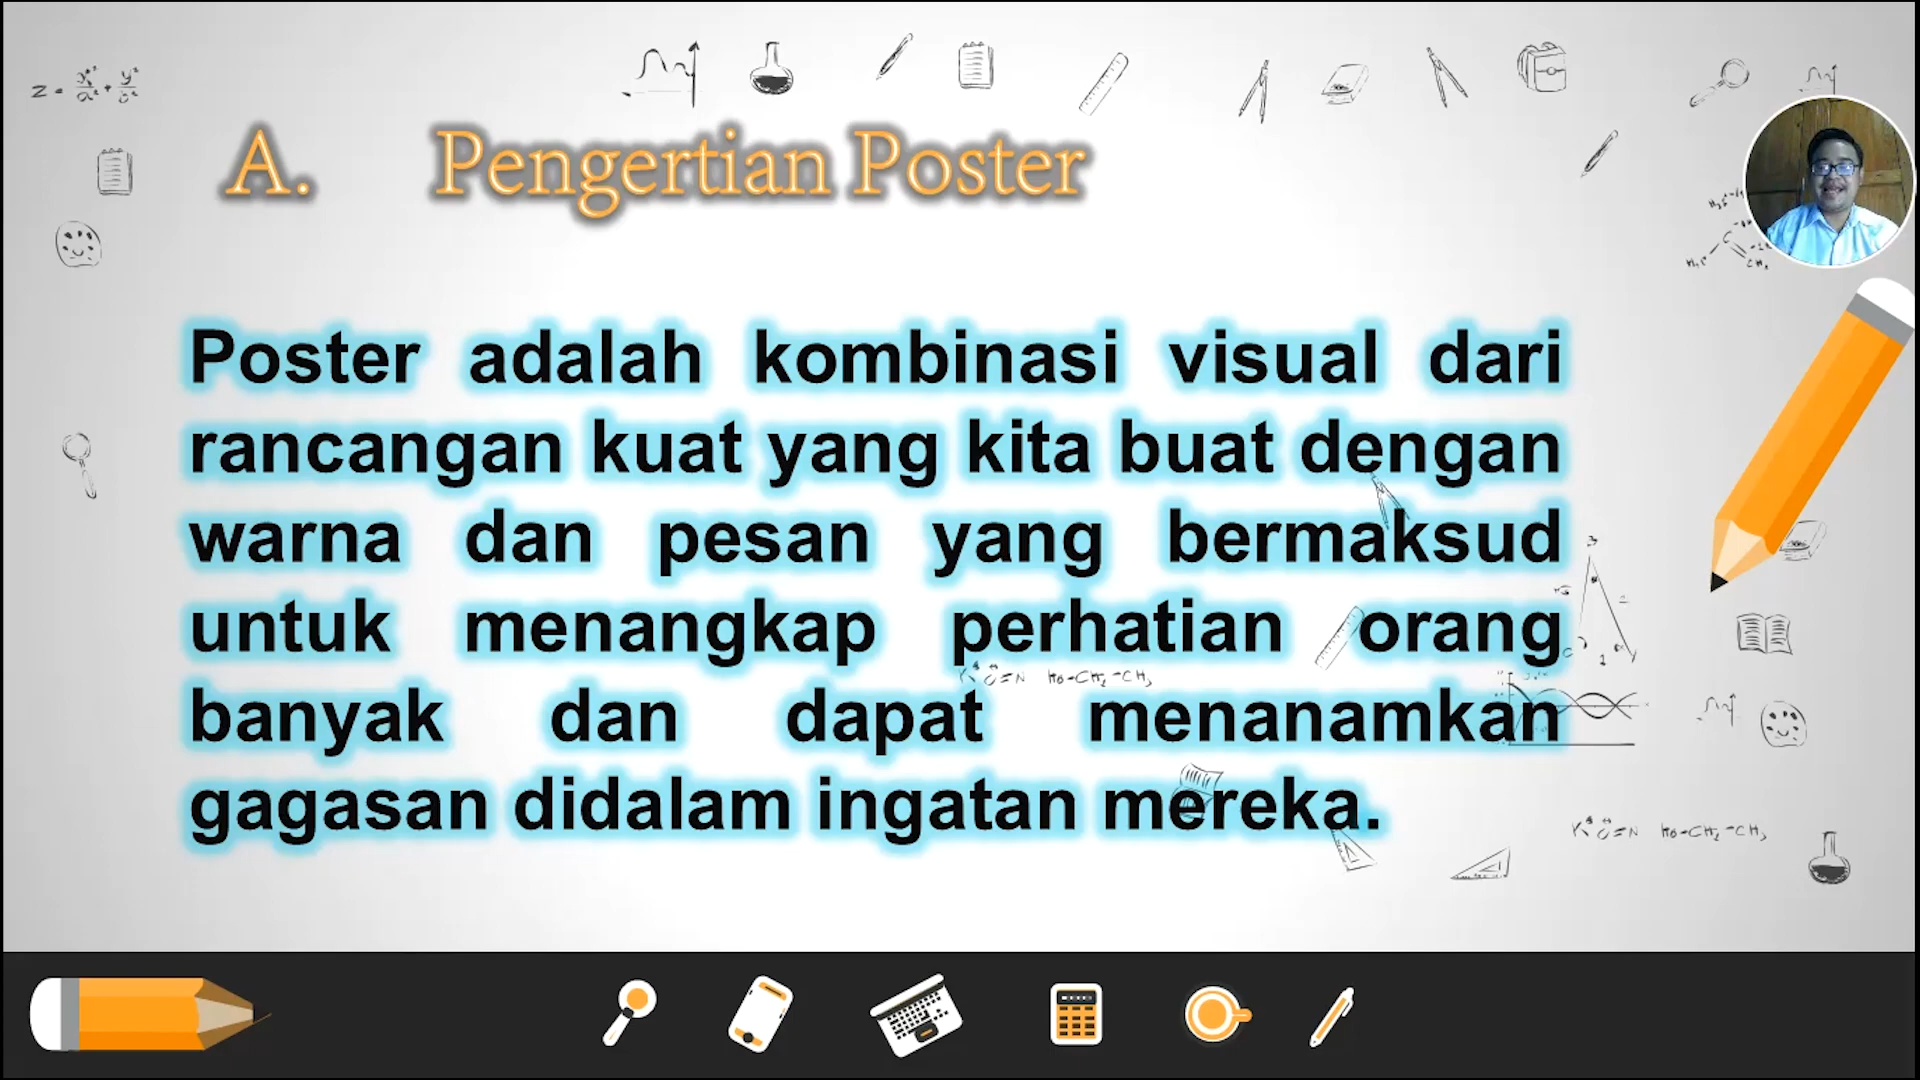 A. Pengertian Poster
Poster adalah kombinasi visual dari
rancangan kuat yang kita buat dengan
warna dan pesan yang bermaksud
untuk menangkap perhatian orang
banyak dan dapat menanamkan
gagasan didalam ingatan mereka.